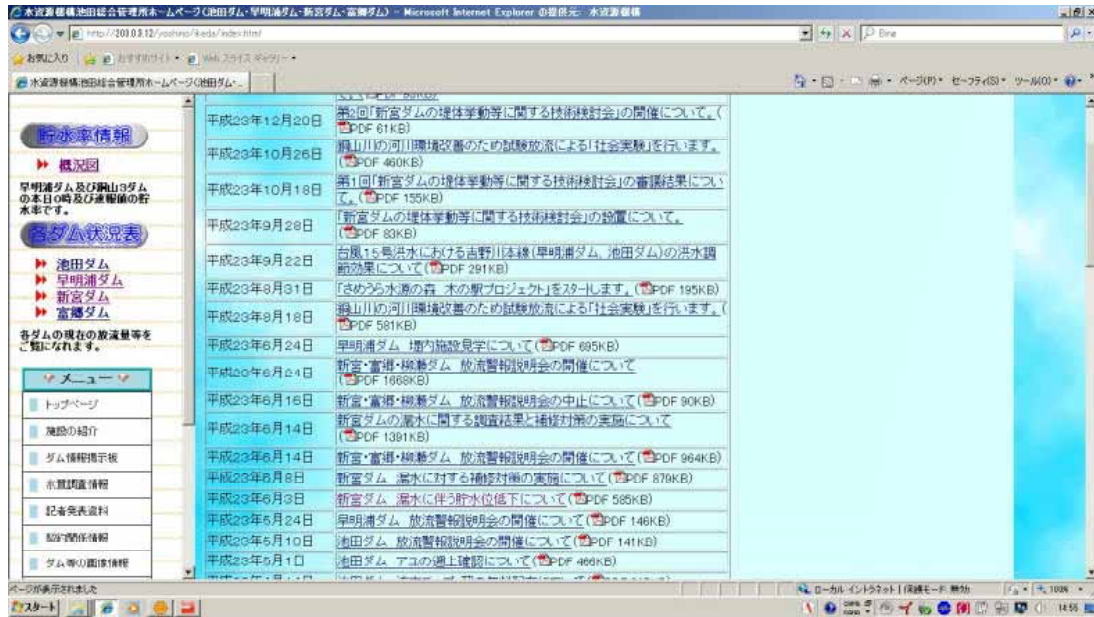 水資源機構池田総合管理所ホームページ(池田ダム・早明浦ダム・新宮ダム・富郷ダム) - Microsoft Internet Explorer の提供元: 水資源機構
お気に入り
水資源機構池田総合管理所ホームページ(池田ダム・...
ページ(P) セーフティ(S) ツール(O)
貯水率情報
概況図
早明浦ダム及び銅山3ダム
の本日0時及び速報値の貯
水率です。
各ダム状況表
池田ダム
早明浦ダム
新宮ダム
富郷ダム
各ダムの現在の放流量等を
ご覧になれます。
メニュー
トップページ
施設の紹介
ダム情報掲示板
水質調査情報
記者発表資料
契約関係情報
ダム等の画像情報
平成23年12月20日 第2回「新宮ダムの堤体挙動等に関する技術検討会」の開催について。(
PDF 61KB)
平成23年10月26日 銅山川の河川環境改善のため試験放流による「社会実験」を行います。
(PDF 460KB)
平成23年10月18日 第1回「新宮ダムの堤体挙動等に関する技術検討会」の審議結果につい
て。(PDF 155KB)
平成23年9月28日 「新宮ダムの堤体挙動等に関する技術検討会」の設置について。
(PDF 83KB)
平成23年9月22日 台風15号洪水における吉野川本線(早明浦ダム、池田ダム)の洪水調
節効果について(PDF 291KB)
平成23年8月31日 「さめうら水源の森 木の駅プロジェクト」をスタートします。(PDF 195KB)
平成23年8月18日 銅山川の河川環境改善のため試験放流による「社会実験」を行います。(
PDF 581KB)
平成23年6月24日 早明浦ダム 堤内施設見学について(PDF 695KB)
平成23年6月24日 新宮・富郷・柳瀬ダム 放流警報説明会の開催について
(PDF 1668KB)
平成23年6月16日 新宮・富郷・柳瀬ダム 放流警報説明会の中止について(PDF 90KB)
平成23年6月14日 新宮ダムの漏水に関する調査結果と補修対策の実施について
(PDF 1391KB)
平成23年6月14日 新宮・富郷・柳瀬ダム 放流警報説明会の開催について(PDF 964KB)
平成23年6月8日 新宮ダム 漏水に対する補修対策の実施について(PDF 879KB)
平成23年6月3日 新宮ダム 漏水に伴う貯水位低下について(PDF 585KB)
平成23年5月24日 早明浦ダム 放流警報説明会の開催について(PDF 146KB)
平成23年5月10日 池田ダム 放流警報説明会の開催について(PDF 141KB)
平成23年5月1日 池田ダム アユの遡上確認について(PDF 466KB)
ページが表示されました
ローカル イントラネット | 保護モード: 無効
100%
スタート
14:55